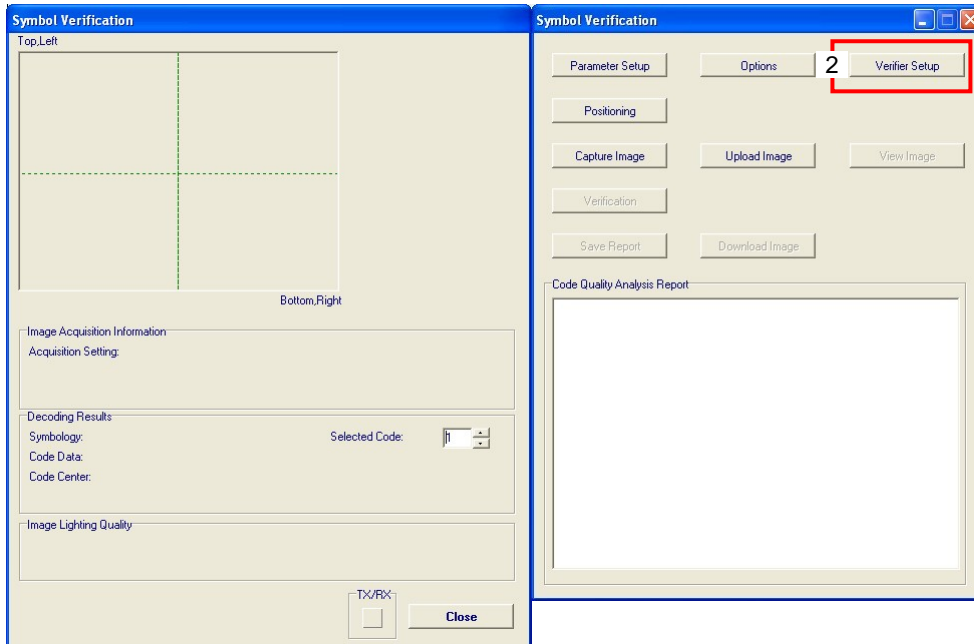 Symbol Verification
Top,Left
Bottom,Right
Image Acquisition Information
Acquisition Setting:
Decoding Results
Symbology:
Selected Code: 1
Code Data:
Code Center:
Image Lighting Quality
TX/RX
Close
Symbol Verification
Parameter Setup Options 2 Verifier Setup
Positioning
Capture Image Upload Image View Image
Verification
Save Report Download Image
Code Quality Analysis Report